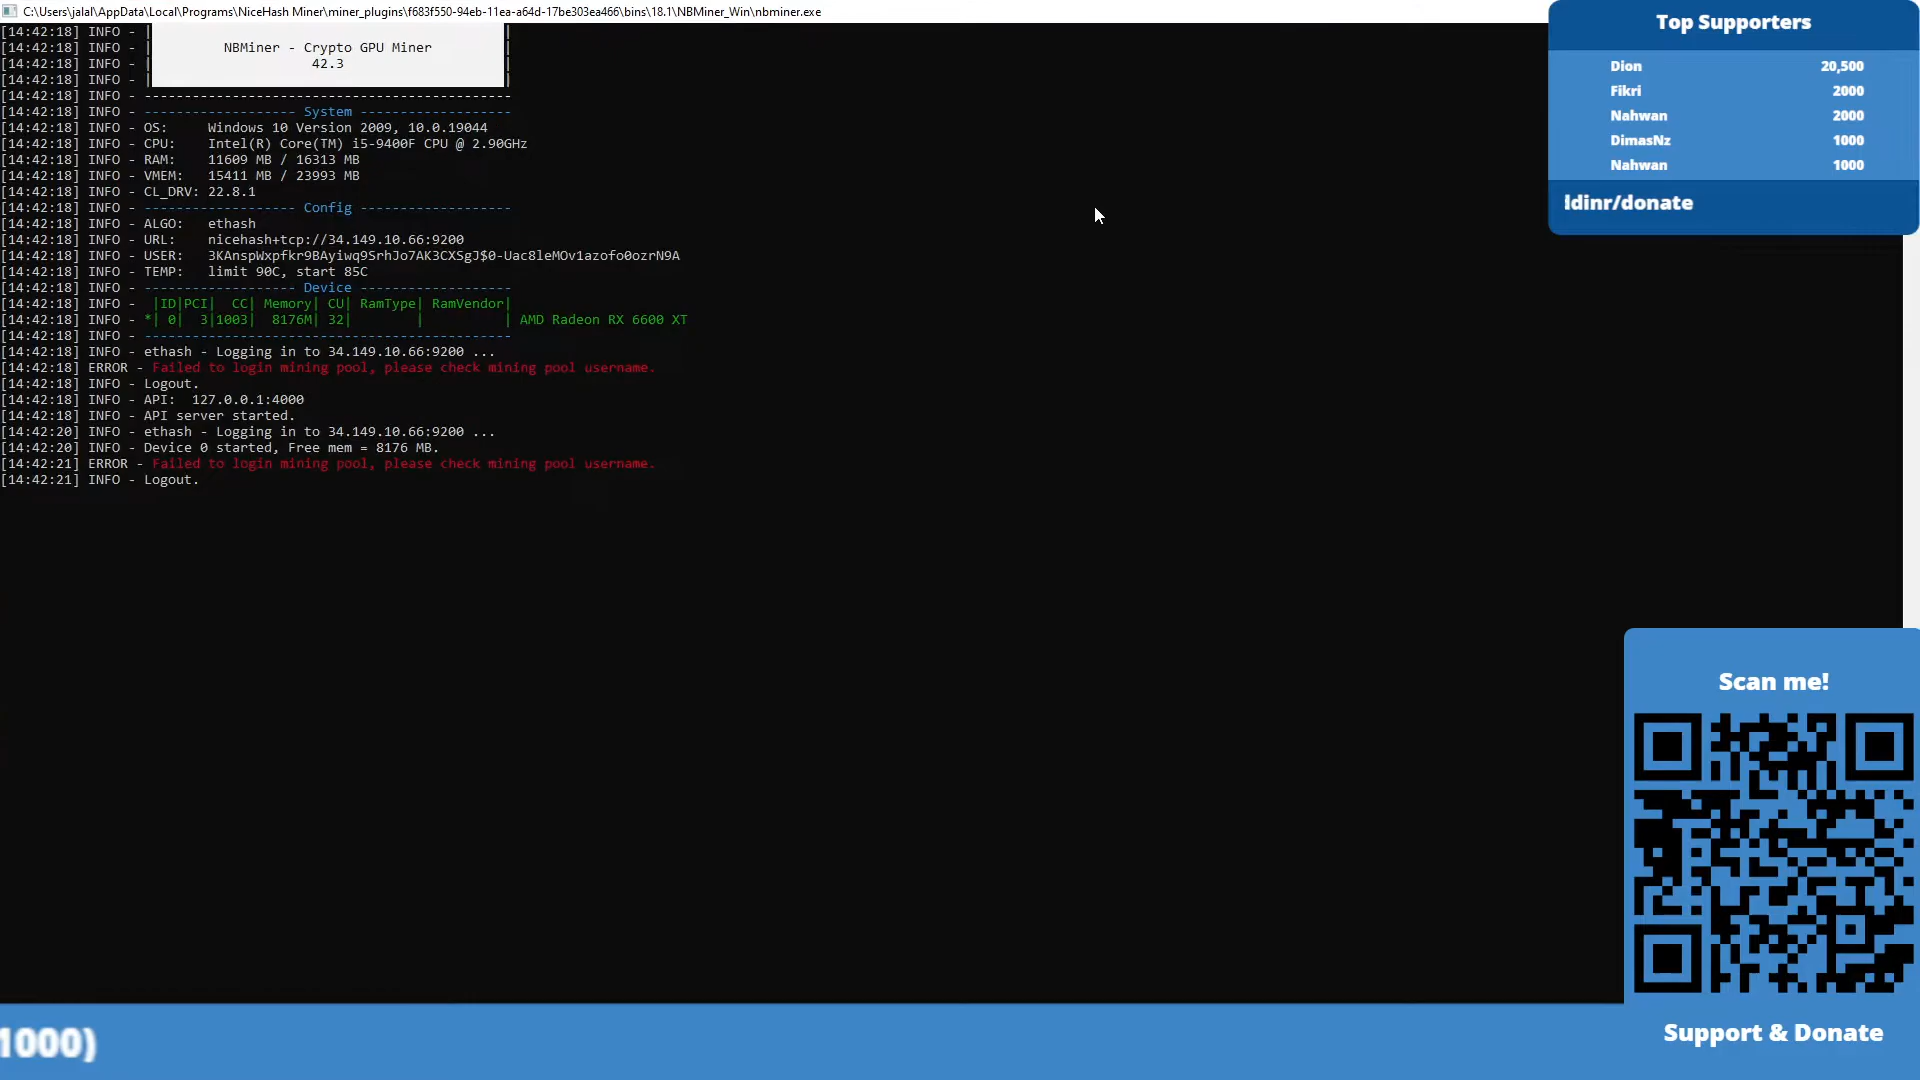 C:\Users\jalal\AppData\Local\Programs\NiceHash Miner\miner_plugins\f683f550-94eb-11ea-a64d-17be303ea466\bins\18.1\NBMiner_Win\nbminer.exe
[14:42:18] INFO - |                                            |
[14:42:18] INFO - |         NBMiner - Crypto GPU Miner         |
[14:42:18] INFO - |                    42.3                    |
[14:42:18] INFO - |                                            |
[14:42:18] INFO - ----------------------------------------------
[14:42:18] INFO - ------------------- System -------------------
[14:42:18] INFO - OS:     Windows 10 Version 2009, 10.0.19044
[14:42:18] INFO - CPU:    Intel(R) Core(TM) i5-9400F CPU @ 2.90GHz
[14:42:18] INFO - RAM:    11609 MB / 16313 MB
[14:42:18] INFO - VMEM:   15411 MB / 23993 MB
[14:42:18] INFO - CL_DRV: 22.8.1
[14:42:18] INFO - ------------------- Config -------------------
[14:42:18] INFO - ALGO:   ethash
[14:42:18] INFO - URL:    nicehash+tcp://34.149.10.66:9200
[14:42:18] INFO - USER:   3KAnspWxpfkr9BAyiwq9SrhJo7AK3CXSgJ$0-Uac8leMOv1azofo0ozrN9A
[14:42:18] INFO - TEMP:   limit 90C, start 85C
[14:42:18] INFO - ------------------- Device -------------------
[14:42:18] INFO -  |ID|PCI|  CC| Memory| CU| RamType| RamVendor|
[14:42:18] INFO - *| 0|  3|1003|  8176M| 32|        |          | AMD Radeon RX 6600 XT
[14:42:18] INFO - ----------------------------------------------
[14:42:18] INFO - ethash - Logging in to 34.149.10.66:9200 ...
[14:42:18] ERROR - Failed to login mining pool, please check mining pool username.
[14:42:18] INFO - Logout.
[14:42:18] INFO - API:  127.0.0.1:4000
[14:42:18] INFO - API server started.
[14:42:20] INFO - ethash - Logging in to 34.149.10.66:9200 ...
[14:42:20] INFO - Device 0 started, Free mem = 8176 MB.
[14:42:21] ERROR - Failed to login mining pool, please check mining pool username.
[14:42:21] INFO - Logout.
Top Supporters
Dion 20,500
Fikri 2000
Nahwan 2000
DimasNz 1000
Nahwan 1000
ldinr/donate
Scan me!
Support & Donate
1000)